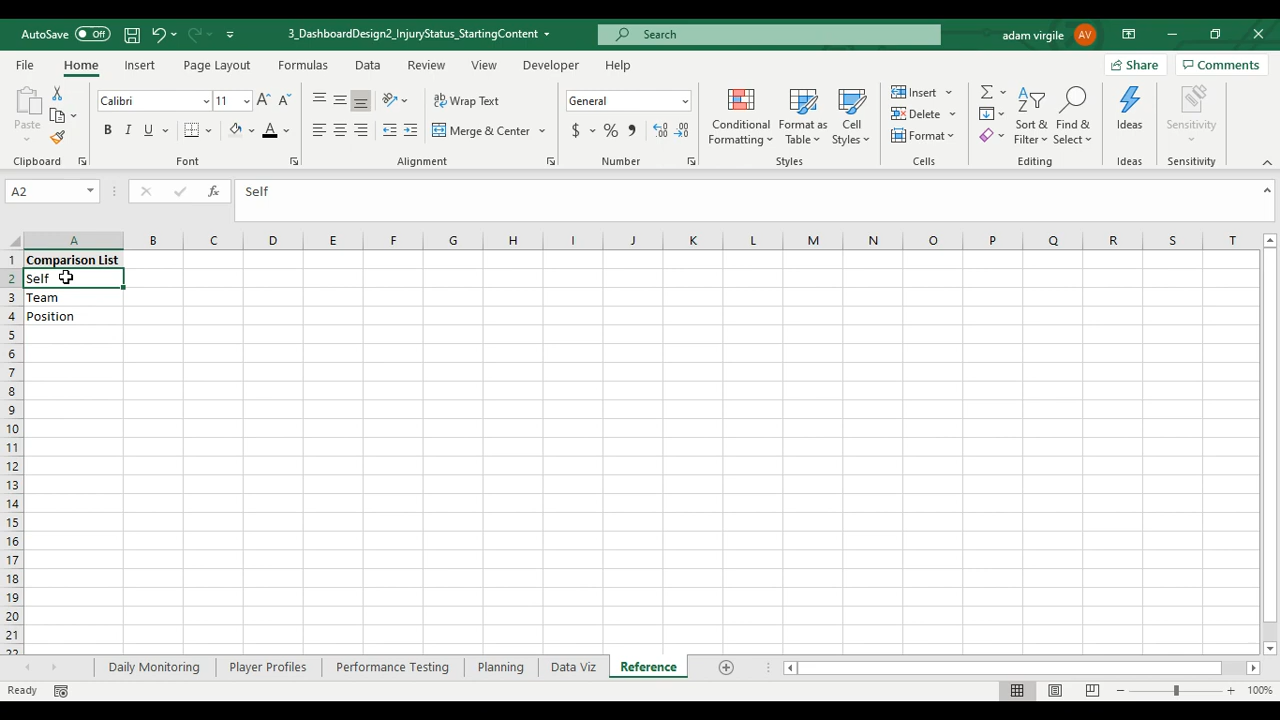 AutoSave Off 3_DashboardDesign2_InjuryStatus_StartingContent Search adam virgile AV
File Home Insert Page Layout Formulas Data Review View Developer Help Share Comments
Paste Calibri 11 A A Wrap Text General Conditional Formatting Format as Table Cell Styles Insert Sort & Filter Find & Select Ideas Sensitivity
B I U A Merge & Center $ % , Delete
Format
Clipboard Font Alignment Number Styles Cells Editing Ideas Sensitivity
A2 fx Self
A B C D E F G H I J K L M N O P Q R S T
1 Comparison List
2 Self
3 Team
4 Position
5
6
7
8
9
10
11
12
13
14
15
16
17
18
19
20
21
22
Daily Monitoring Player Profiles Performance Testing Planning Data Viz Reference
Ready 100%